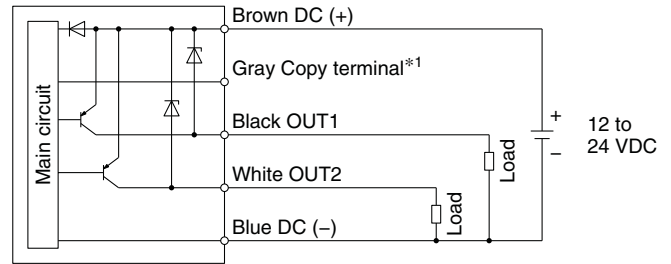 Brown DC (+)
Gray Copy terminal*1
Black OUT1
White OUT2
Blue DC (−)
Main circuit
Load
Load
+
−
12 to
24 VDC